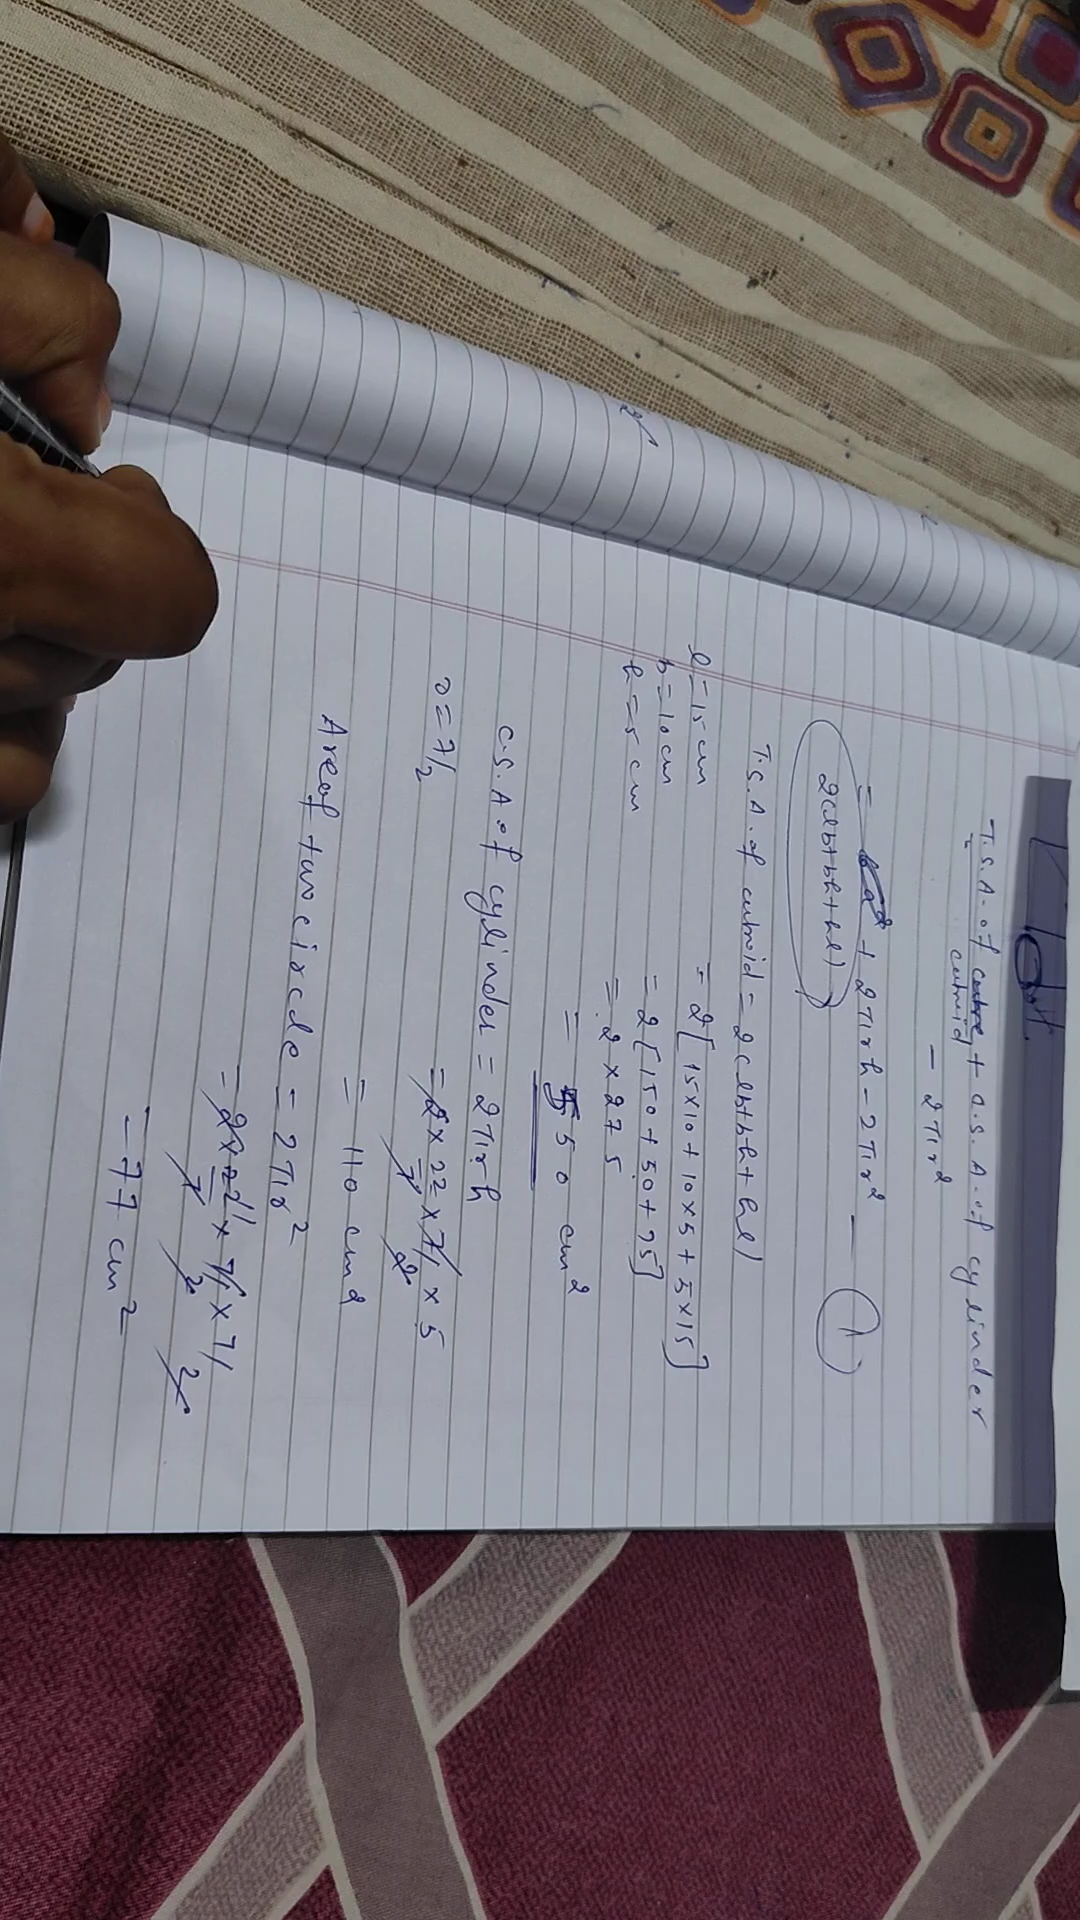 T.S.A. of cuboid + C.S.A. of cylinder
- 2πr²
= + 2πrh - 2πr² — (1)
2(lb+bh+hl)
T.S.A. of cuboid = 2(lb+bh+hl)
l = 15 cm = 2[15×10 + 10×5 + 5×15]
b = 10 cm = 2[150 + 50 + 75]
h = 5 cm = 2 × 275
= 550 cm²
C.S.A. of cylinder = 2πrh
r = 7/2 = 2 × 22/7 × 7/2 × 5
= 110 cm²
Area of two circle = 2πr²
= 2 × 22/7 × 7/2 × 7/2
= 77 cm²